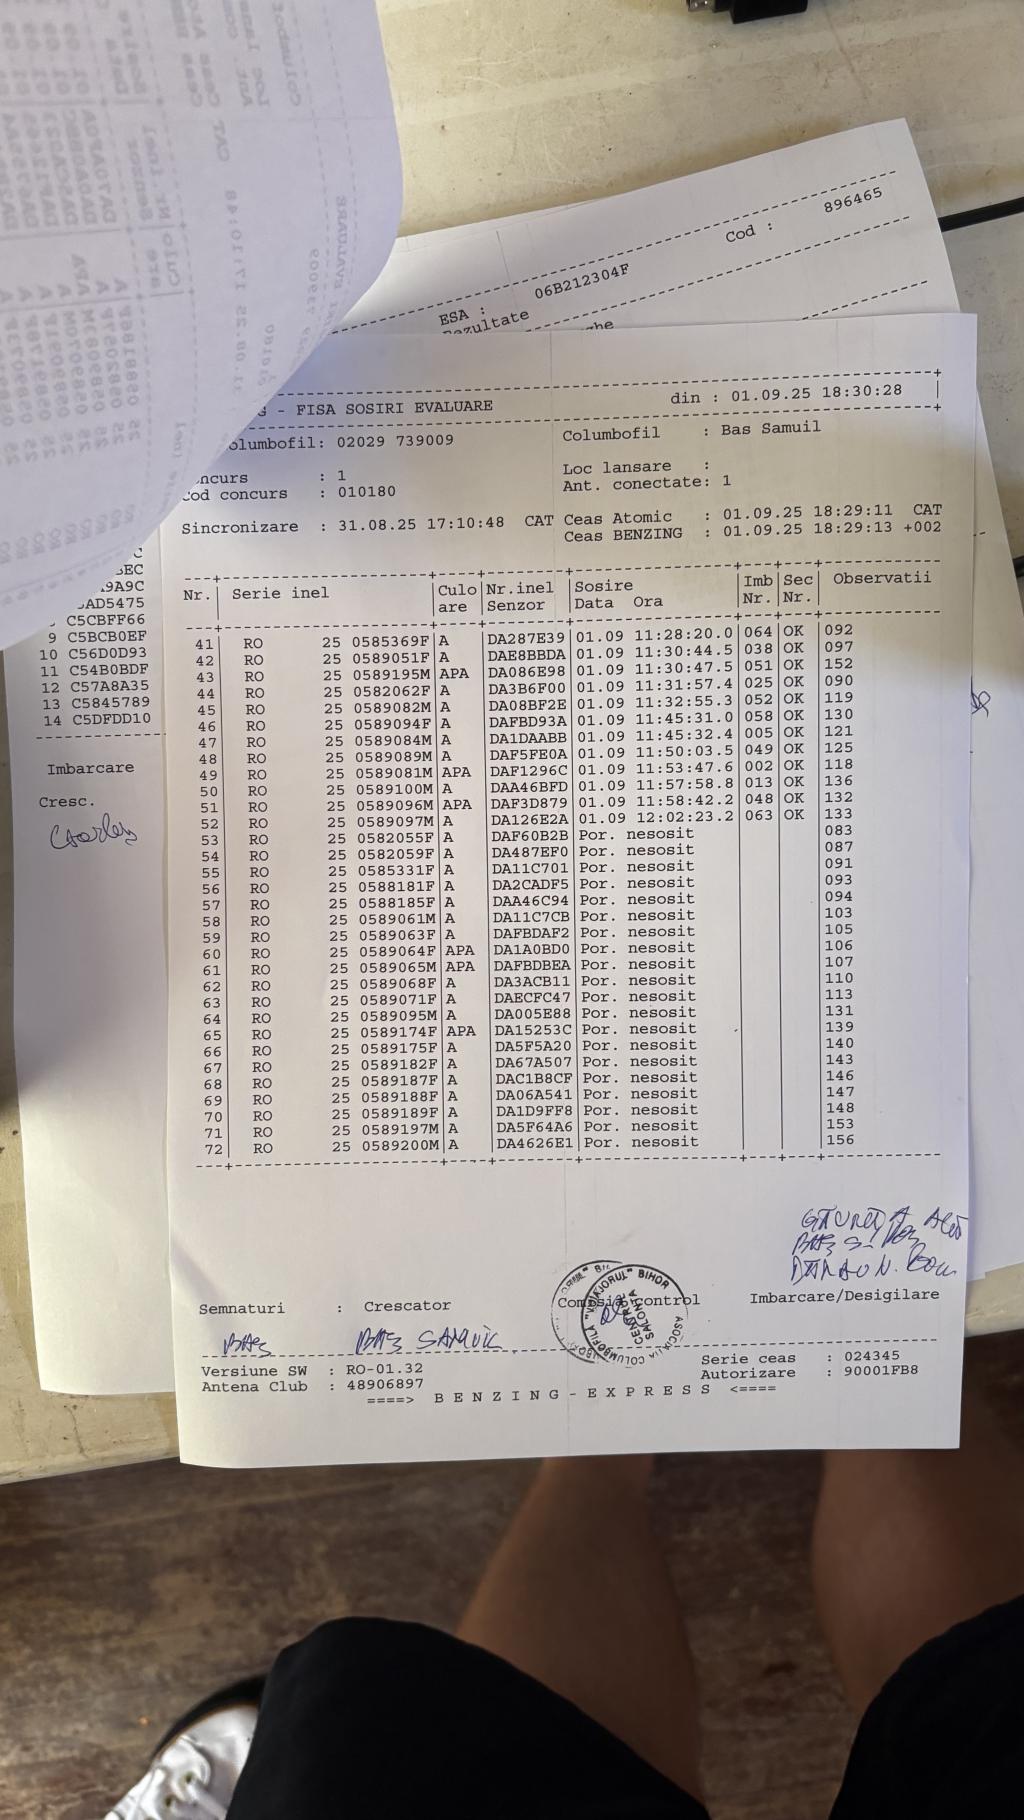 ESA : 06B212304F Cod : 896465
- FISA SOSIRI EVALUARE din : 01.09.25 18:30:28
olumbofil: 02029 739009 Columbofil : Bas Samuil
ncurs : 1 Loc lansare :
Cod concurs : 010180 Ant. conectate: 1
Sincronizare : 31.08.25 17:10:48 CAT Ceas Atomic : 01.09.25 18:29:11 CAT
Ceas BENZING : 01.09.25 18:29:13 +002
Nr. Serie inel Culo Nr.inel Sosire Imb Sec Observatii
are Senzor Data Ora Nr. Nr.
41 RO 25 0585369F A DA287E39 01.09 11:28:20.0 064 OK 092
42 RO 25 0589051F A DAE8BBDA 01.09 11:30:44.5 038 OK 097
43 RO 25 0589195M APA DA086E98 01.09 11:30:47.5 051 OK 152
44 RO 25 0582062F A DA3B6F00 01.09 11:31:57.4 025 OK 090
45 RO 25 0589082M A DA08BF2E 01.09 11:32:55.3 052 OK 119
46 RO 25 0589094F A DAFBD93A 01.09 11:45:31.0 058 OK 130
47 RO 25 0589084M A DA1DAABB 01.09 11:45:32.4 005 OK 121
48 RO 25 0589089M A DAF5FE0A 01.09 11:50:03.5 049 OK 125
49 RO 25 0589081M APA DAF1296C 01.09 11:53:47.6 002 OK 118
50 RO 25 0589100M A DAA46BFD 01.09 11:57:58.8 013 OK 136
51 RO 25 0589096M APA DAF3D879 01.09 11:58:42.2 048 OK 132
52 RO 25 0589097M A DA126E2A 01.09 12:02:23.2 063 OK 133
53 RO 25 0582055F A DAF60B2B Por. nesosit 083
54 RO 25 0582059F A DA487EF0 Por. nesosit 087
55 RO 25 0585331F A DA11C701 Por. nesosit 091
56 RO 25 0588181F A DA2CADF5 Por. nesosit 093
57 RO 25 0588185F A DAA46C94 Por. nesosit 094
58 RO 25 0589061M A DA11C7CB Por. nesosit 103
59 RO 25 0589063F A DAFBDAF2 Por. nesosit 105
60 RO 25 0589064F APA DA1A0BD0 Por. nesosit 106
61 RO 25 0589065M APA DAFBDBEA Por. nesosit 107
62 RO 25 0589068F A DA3ACB11 Por. nesosit 110
63 RO 25 0589071F A DAECFC47 Por. nesosit 113
64 RO 25 0589095M A DA005E88 Por. nesosit 131
65 RO 25 0589174F APA DA15253C Por. nesosit 139
66 RO 25 0589175F A DA5F5A20 Por. nesosit 140
67 RO 25 0589182F A DA67A507 Por. nesosit 143
68 RO 25 0589187F A DAC1B8CF Por. nesosit 146
69 RO 25 0589188F A DA06A541 Por. nesosit 147
70 RO 25 0589189F A DA1D9FF8 Por. nesosit 148
71 RO 25 0589197M A DA5F64A6 Por. nesosit 153
72 RO 25 0589200M A DA4626E1 Por. nesosit 156
Semnaturi : Crescator control Imbarcare/Desigilare
BAS SAMUIL
Versiune SW : RO-01.32 Serie ceas : 024345
Antena Club : 48906897 Autorizare : 90001FB8
====> B E N Z I N G - E X P R E S S <====
9A9C
AD5475
C5CBFF66
9 C5BCB0EF
10 C56D0D93
11 C54B0BDF
12 C57A8A35
13 C5845789
14 C5DFDD10
Imbarcare
Cresc.